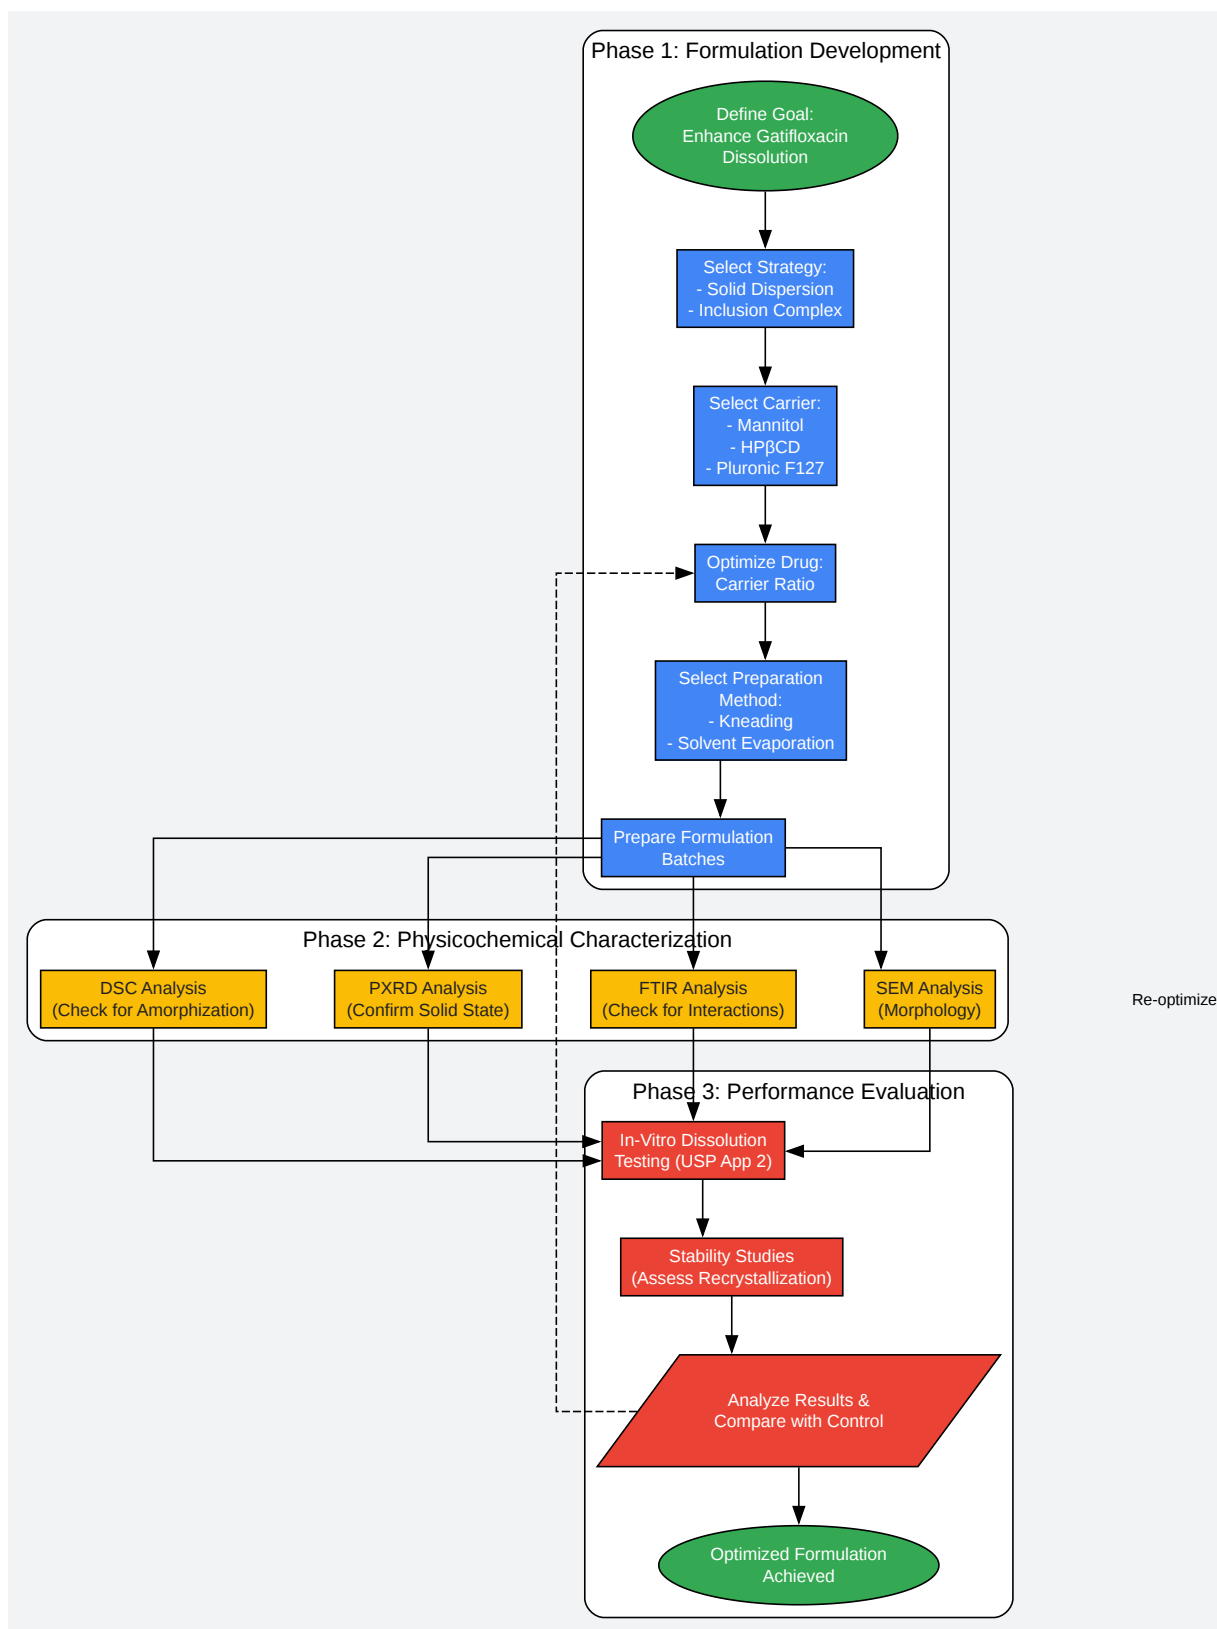 Phase 1: Formulation Development
Define Goal:
Enhance Gatifloxacin
Dissolution
Select Strategy:
- Solid Dispersion
- Inclusion Complex
Select Carrier:
- Mannitol
- HPβCD
- Pluronic F127
Optimize Drug:
Carrier Ratio
Select Preparation
Method:
- Kneading
- Solvent Evaporation
Prepare Formulation
Batches
Phase 2: Physicochemical Characterization
DSC Analysis
(Check for Amorphization)
PXRD Analysis
(Confirm Solid State)
FTIR Analysis
(Check for Interactions)
SEM Analysis
(Morphology)
Re-optimize
Phase 3: Performance Evaluation
In-Vitro Dissolution
Testing (USP App 2)
Stability Studies
(Assess Recrystallization)
Analyze Results &
Compare with Control
Optimized Formulation
Achieved